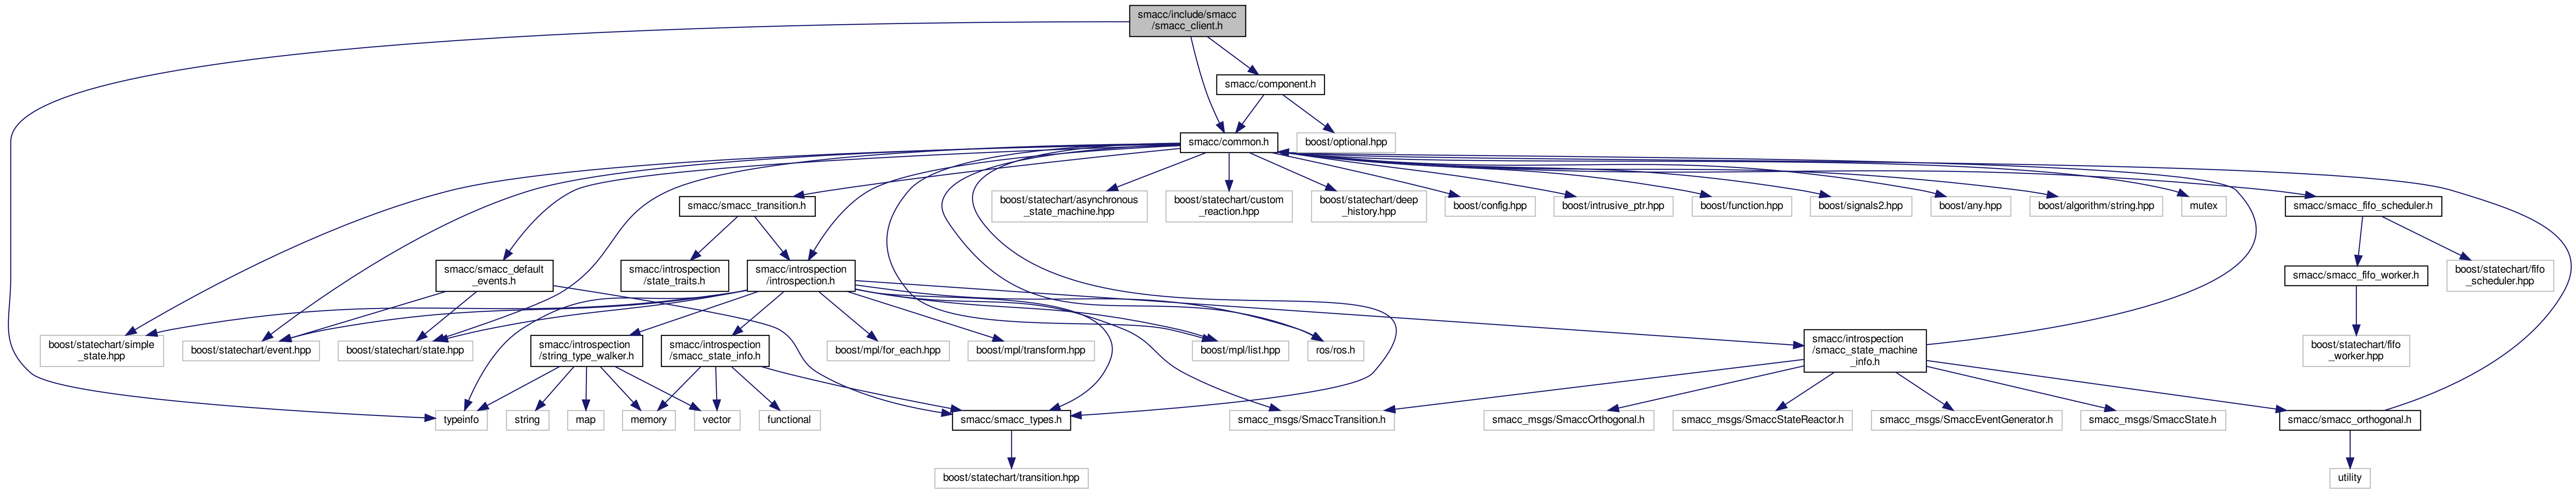 smacc/include/smacc
/smacc_client.h
smacc/component.h
smacc/common.h
boost/optional.hpp
smacc/smacc_transition.h
boost/statechart/asynchronous
_state_machine.hpp
boost/statechart/custom
_reaction.hpp
boost/statechart/deep
_history.hpp
boost/config.hpp
boost/intrusive_ptr.hpp
boost/function.hpp
boost/signals2.hpp
boost/any.hpp
boost/algorithm/string.hpp
mutex
smacc/smacc_fifo_scheduler.h
smacc/smacc_default
_events.h
smacc/introspection
/state_traits.h
smacc/introspection
/introspection.h
smacc/smacc_fifo_worker.h
boost/statechart/fifo
_scheduler.hpp
boost/statechart/simple
_state.hpp
boost/statechart/event.hpp
boost/statechart/state.hpp
smacc/introspection
/string_type_walker.h
smacc/introspection
/smacc_state_info.h
boost/mpl/for_each.hpp
boost/mpl/transform.hpp
boost/mpl/list.hpp
ros/ros.h
smacc/introspection
/smacc_state_machine
_info.h
boost/statechart/fifo
_worker.hpp
typeinfo
string
map
memory
vector
functional
smacc/smacc_types.h
smacc_msgs/SmaccTransition.h
smacc_msgs/SmaccOrthogonal.h
smacc_msgs/SmaccStateReactor.h
smacc_msgs/SmaccEventGenerator.h
smacc_msgs/SmaccState.h
smacc/smacc_orthogonal.h
boost/statechart/transition.hpp
utility